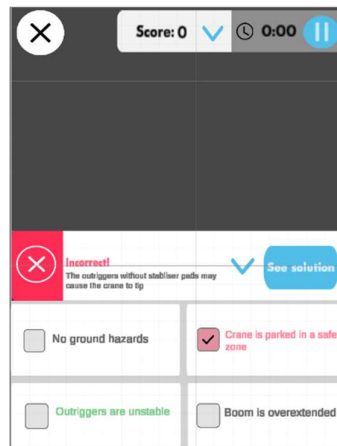 Score: 0 0:00
Incorrect!
The outriggers without stabliser pads may
cause the crane to tip
See solution
No ground hazards
Crane is parked in a safe
zone
Outriggers are unstable
Boom is overextended